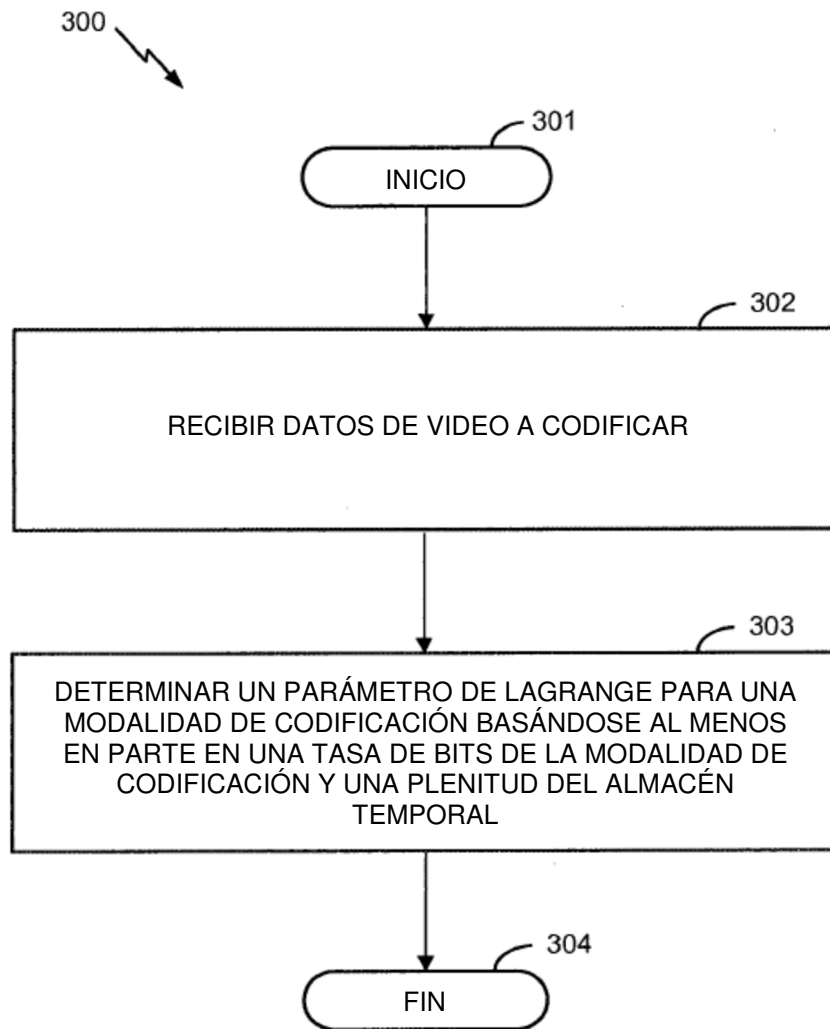 300
301
INICIO
302
RECIBIR DATOS DE VIDEO A CODIFICAR
303
DETERMINAR UN PARÁMETRO DE LAGRANGE PARA UNA
MODALIDAD DE CODIFICACIÓN BASÁNDOSE AL MENOS
EN PARTE EN UNA TASA DE BITS DE LA MODALIDAD DE
CODIFICACIÓN Y UNA PLENITUD DEL ALMACÉN
TEMPORAL
304
FIN